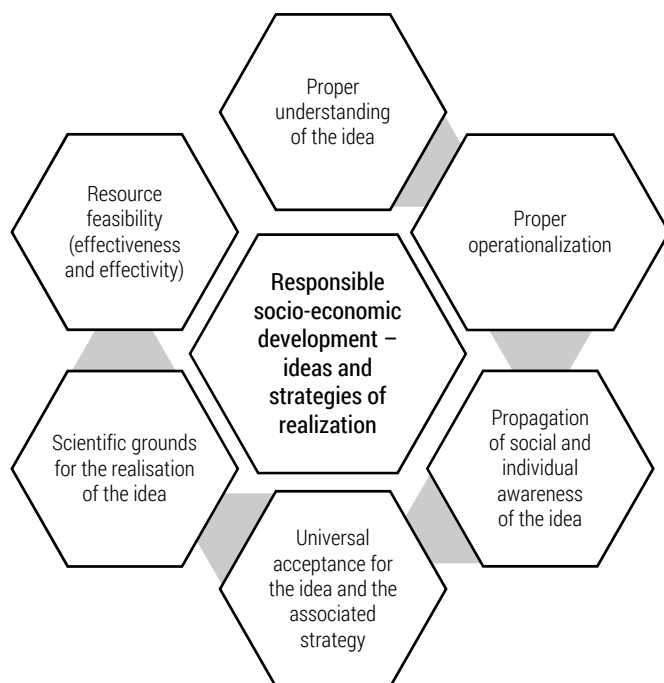 Proper
understanding
of the idea
Resource
feasibility
(effectiveness
and effectivity)
Proper
operationalization
Responsible
socio-economic
development –
ideas and
strategies of
realization
Scientific grounds
for the realisation
of the idea
Propagation
of social and
individual
awareness
of the idea
Universal
acceptance for
the idea and the
associated
strategy